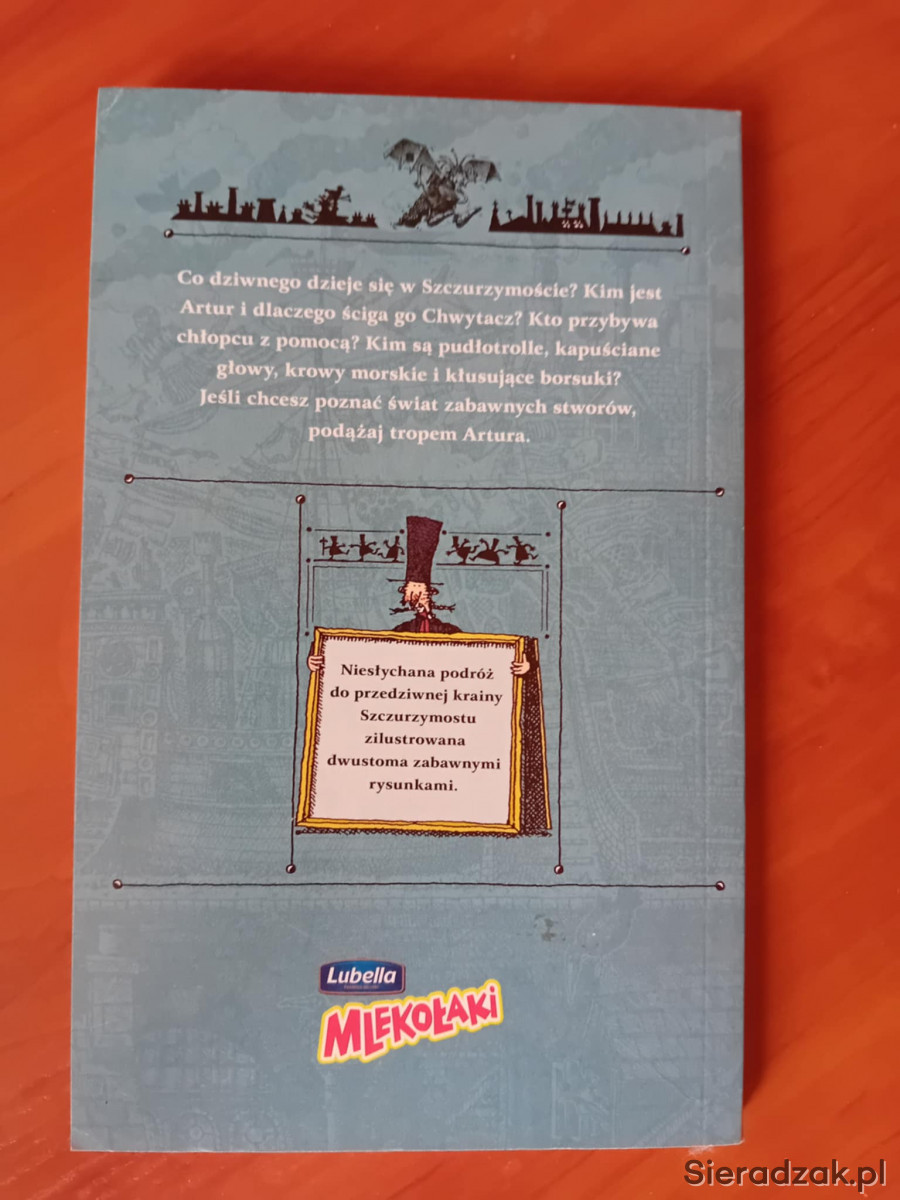 Co dziwnego dzieje się w Szczurzymoście? Kim jest
Artur i dlaczego ściga go Chwytacz? Kto przybywa
chłopcu z pomocą? Kim są pudłotrolle, kapuściane
głowy, krowy morskie i kłusujące borsuki?
Jeśli chcesz poznać świat zabawnych stworów,
podążaj tropem Artura.
Niesłychana podróż
do przedziwnej krainy
Szczurzymostu
zilustrowana
dwustoma zabawnymi
rysunkami.
Lubella
MLEKOŁAKI
Sieradzak.pl